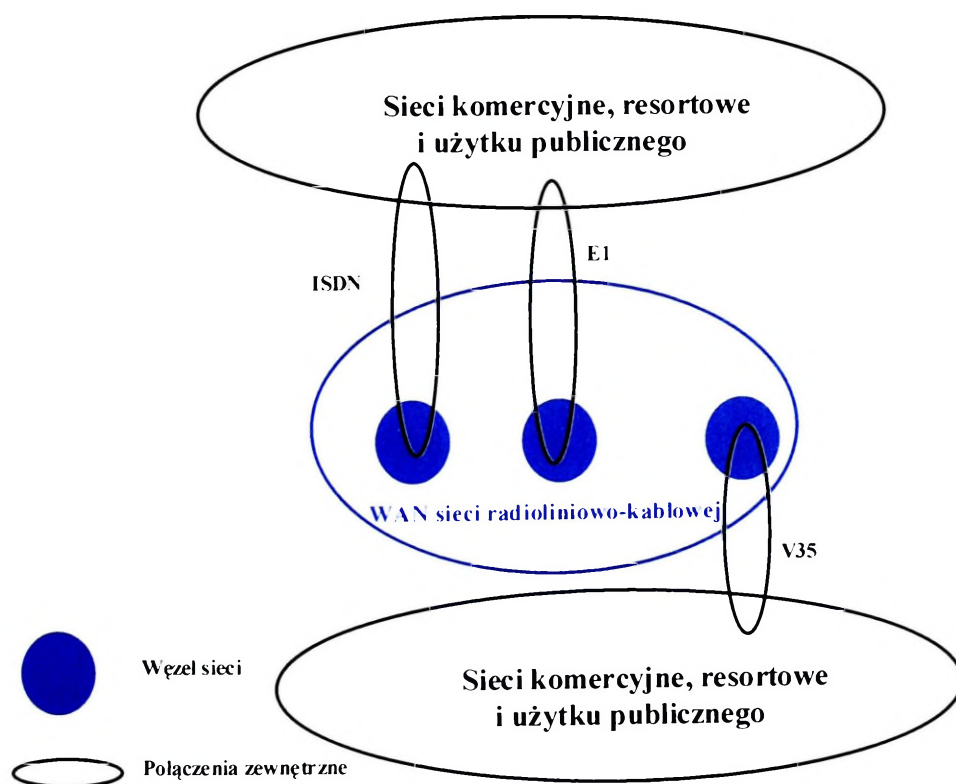 Sieci komercyjne, resortowe
i użytku publicznego
E1
ISDN
WAN sieci radioliniowo-kablowej
V35
Węzeł sieci
Sieci komercyjne, resortowe
i użytku publicznego
Połączenia zewnętrzne